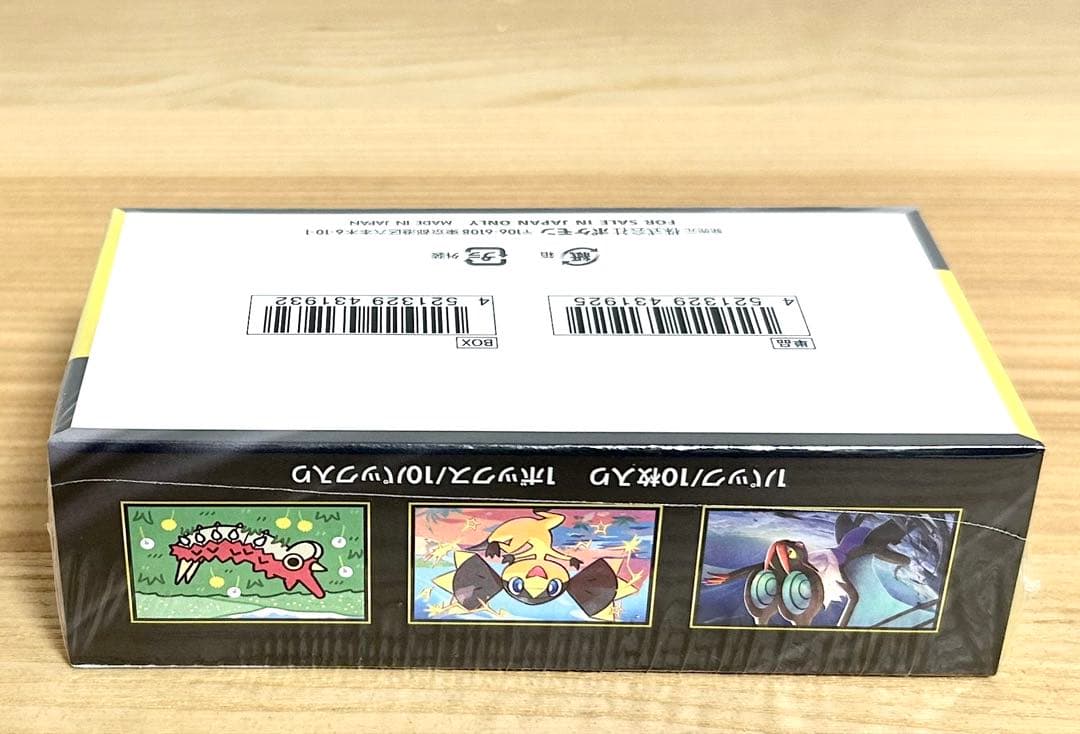 1パック/10枚入り 1ボックス/10パック入り
単品 BOX
4 521329 431925 4 521329 431932
紙 箱 プラ 外装
発売元 株式会社ポケモン 〒106-6108 東京都港区六本木6-10-1
FOR SALE IN JAPAN ONLY MADE IN JAPAN